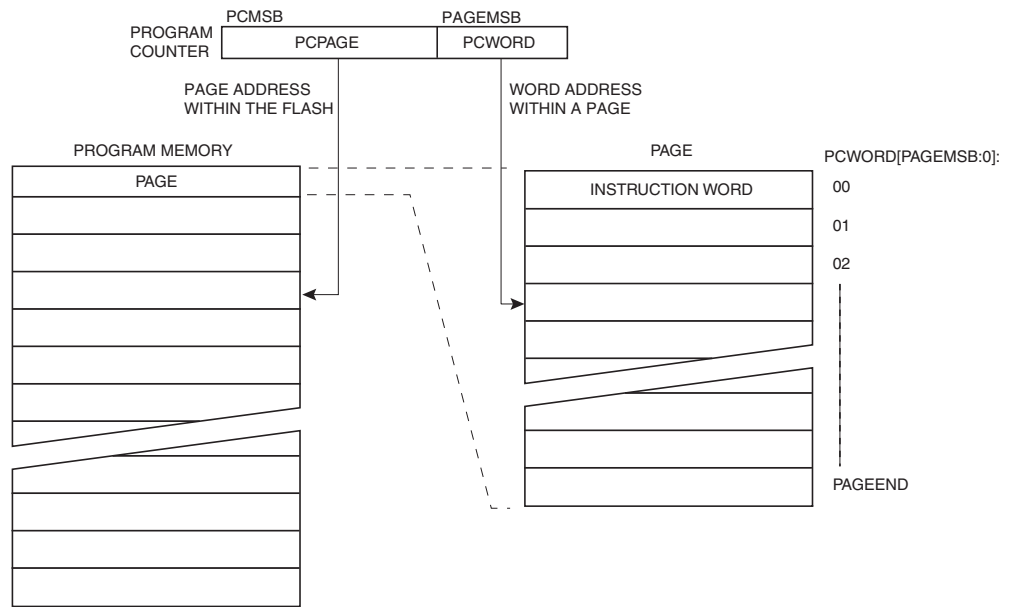 PCMSB
PAGEMSB
PROGRAM
COUNTER
PCPAGE
PCWORD
PAGE ADDRESS
WITHIN THE FLASH
WORD ADDRESS
WITHIN A PAGE
PROGRAM MEMORY
PAGE
PAGE
PCWORD[PAGEMSB:0]:
INSTRUCTION WORD
00
01
02
PAGEEND